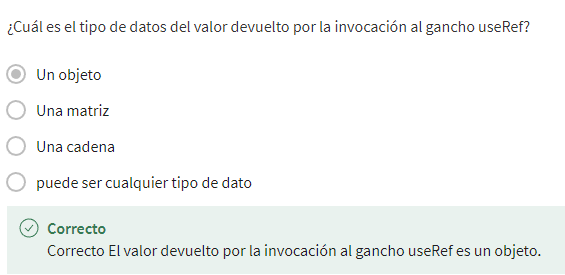 ¿Cuál es el tipo de datos del valor devuelto por la invocación al gancho useRef?
Un objeto
Una matriz
Una cadena
puede ser cualquier tipo de dato
Correcto
Correcto El valor devuelto por la invocación al gancho useRef es un objeto.